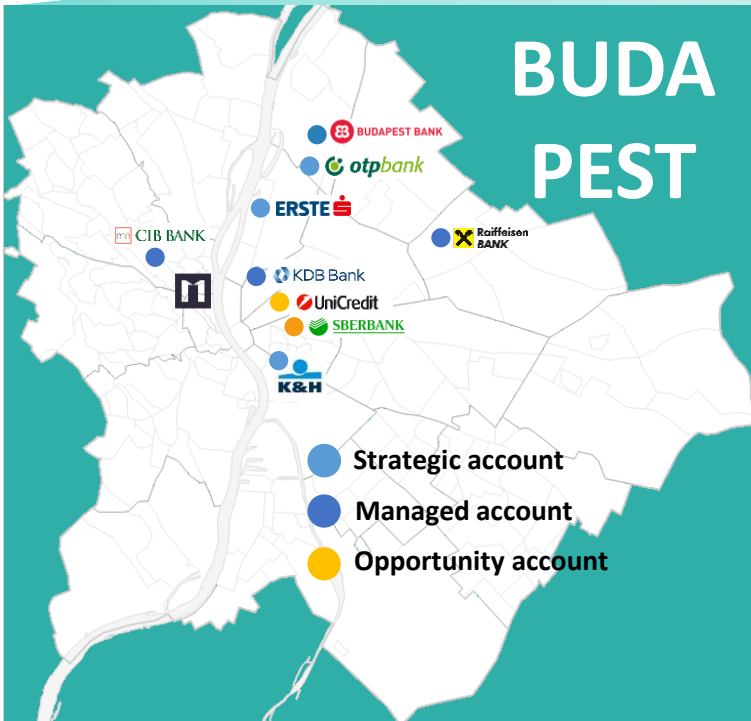 BUDA
PEST
BUDAPEST BANK
otpbank
ERSTE
CIB BANK
Raiffeisen
BANK
KDB Bank
UniCredit
SBERBANK
K&H
Strategic account
Managed account
Opportunity account